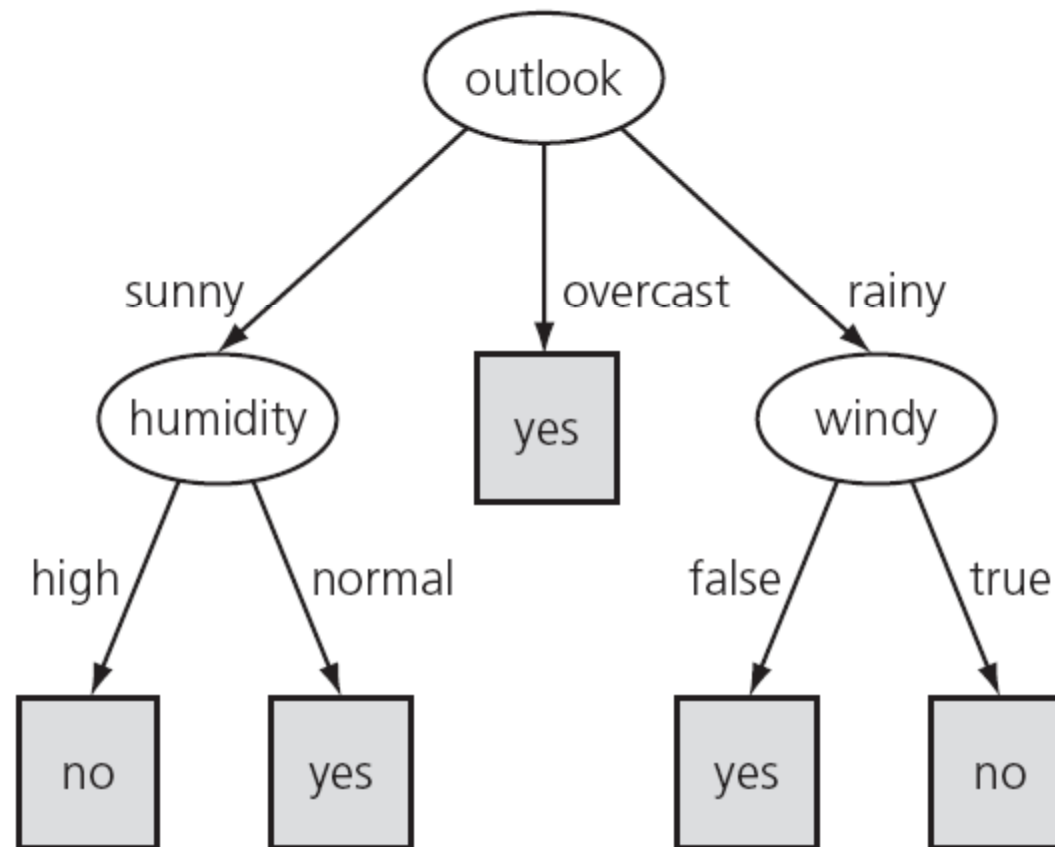 outlook
sunny
overcast
rainy
humidity
yes
windy
high
normal
false
true
no
yes
yes
no